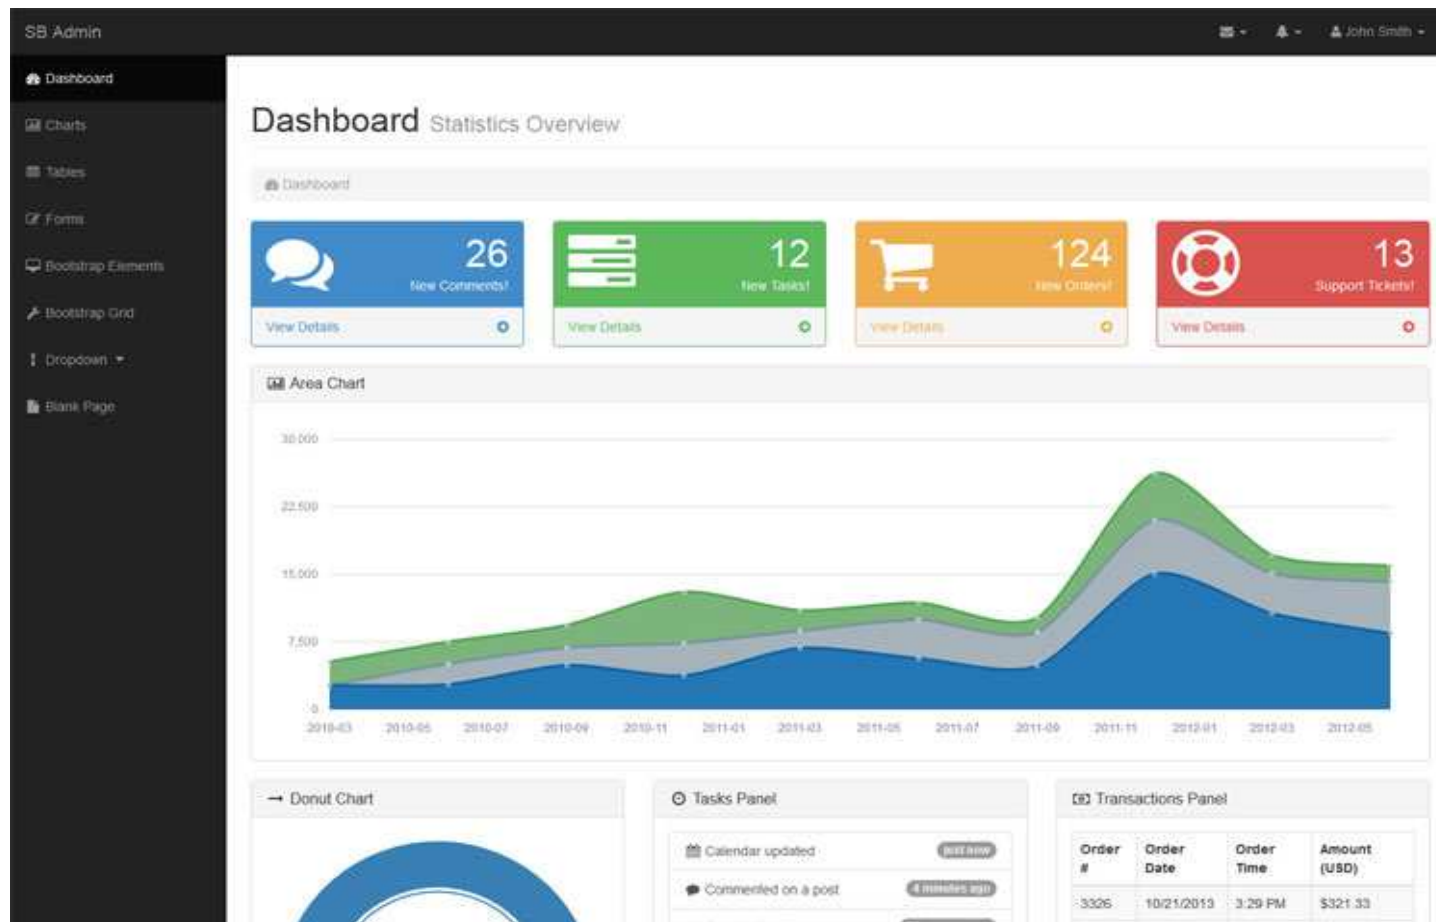 SB Admin
John Smith
Dashboard
Charts
Tables
Forms
Bootstrap Elements
Bootstrap Grid
Dropdown
Blank Page
Dashboard Statistics Overview
Dashboard
26
New Comments!
View Details
12
New Tasks!
View Details
124
New Orders!
View Details
13
Support Tickets!
View Details
Area Chart
30,000
22,500
15,000
7,500
0
2010-03 2010-05 2010-07 2010-09 2010-11 2011-01 2011-03 2011-05 2011-07 2011-09 2011-11 2012-01 2012-03 2012-05
Donut Chart
Tasks Panel
Calendar updated just now
Commented on a post 4 minutes ago
Transactions Panel
Order # Order Date Order Time Amount (USD)
3326 10/21/2013 3:29 PM $321.33